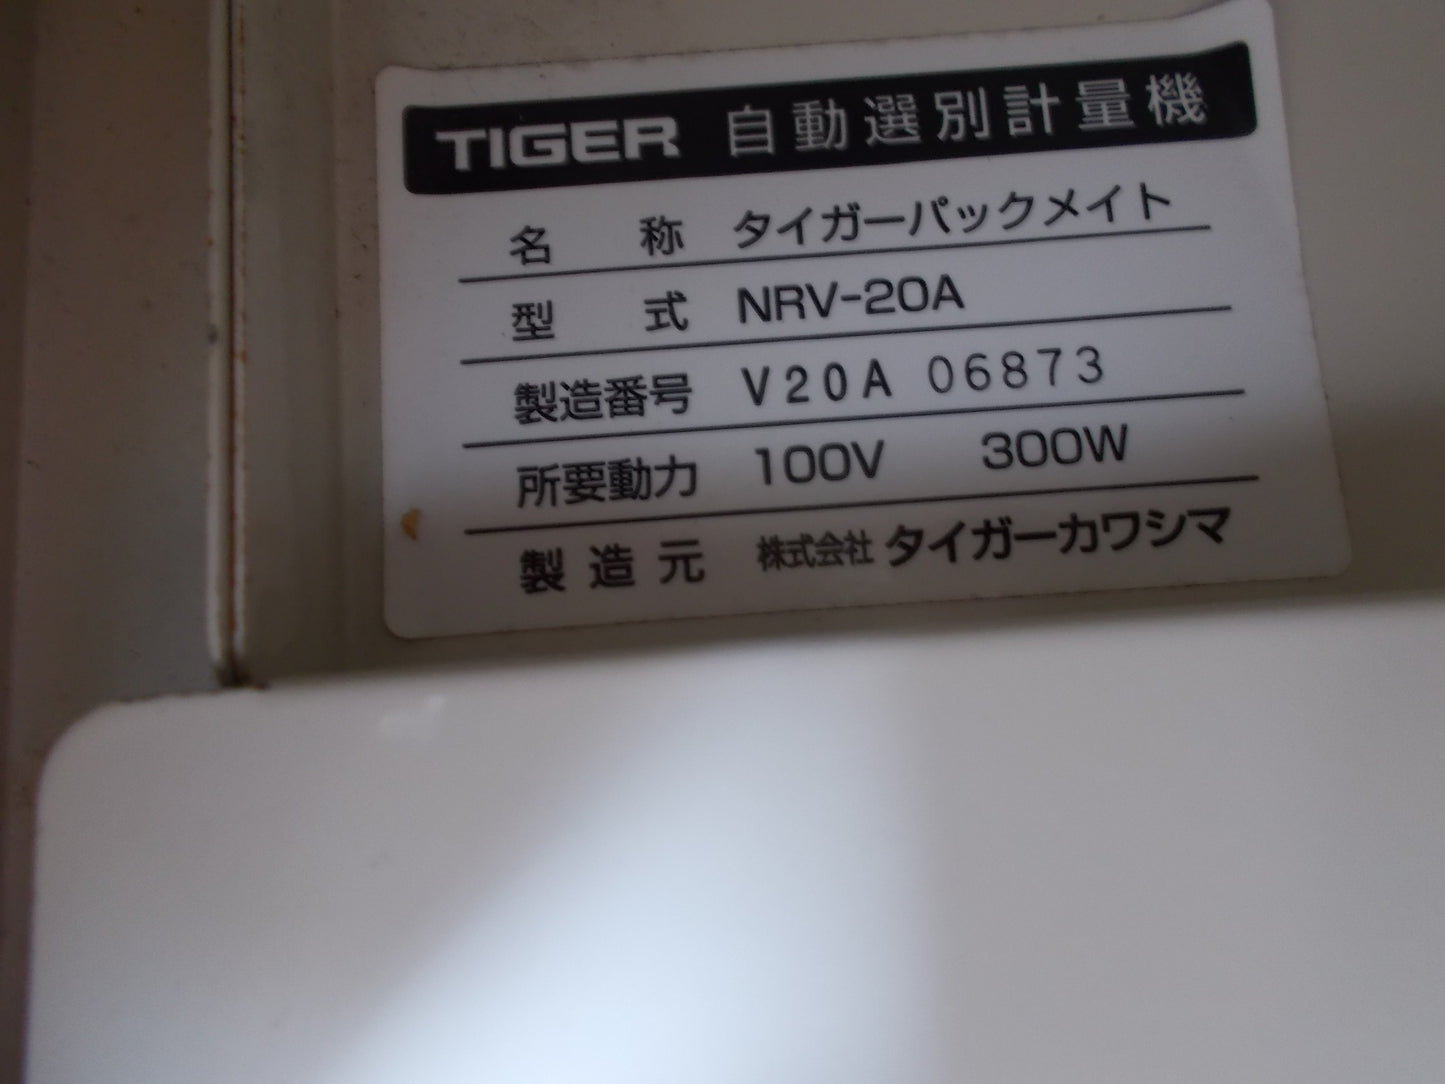 TIGER 自動選別計量機
名称 タイガーパックメイト
型式 NRV-20A
製造番号 V20A 06873
所要動力 100V 300W
製造元 株式会社 タイガーカワシマ